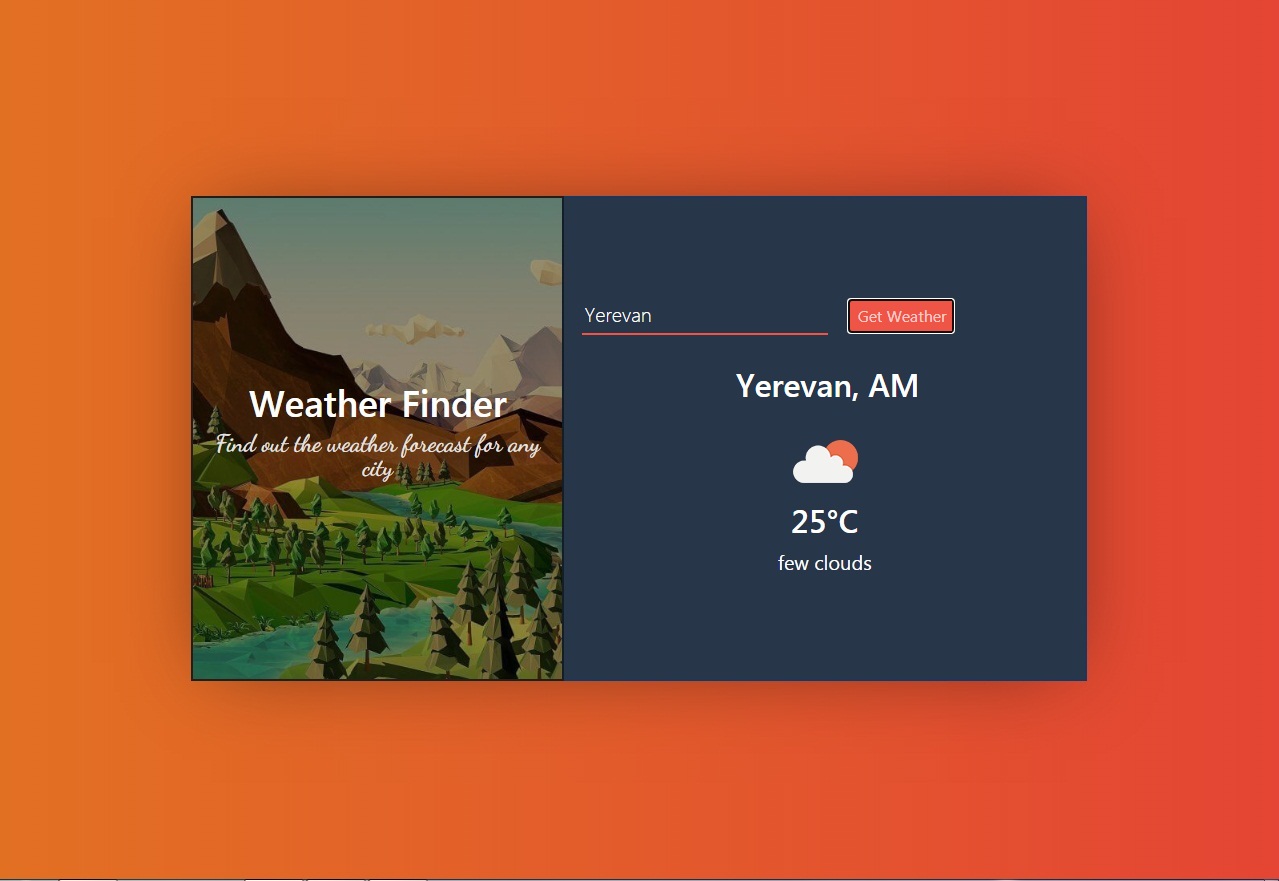 Weather Finder
Find out the weather forecast for any
city
Yerevan
Get Weather
Yerevan, AM
25°C
few clouds